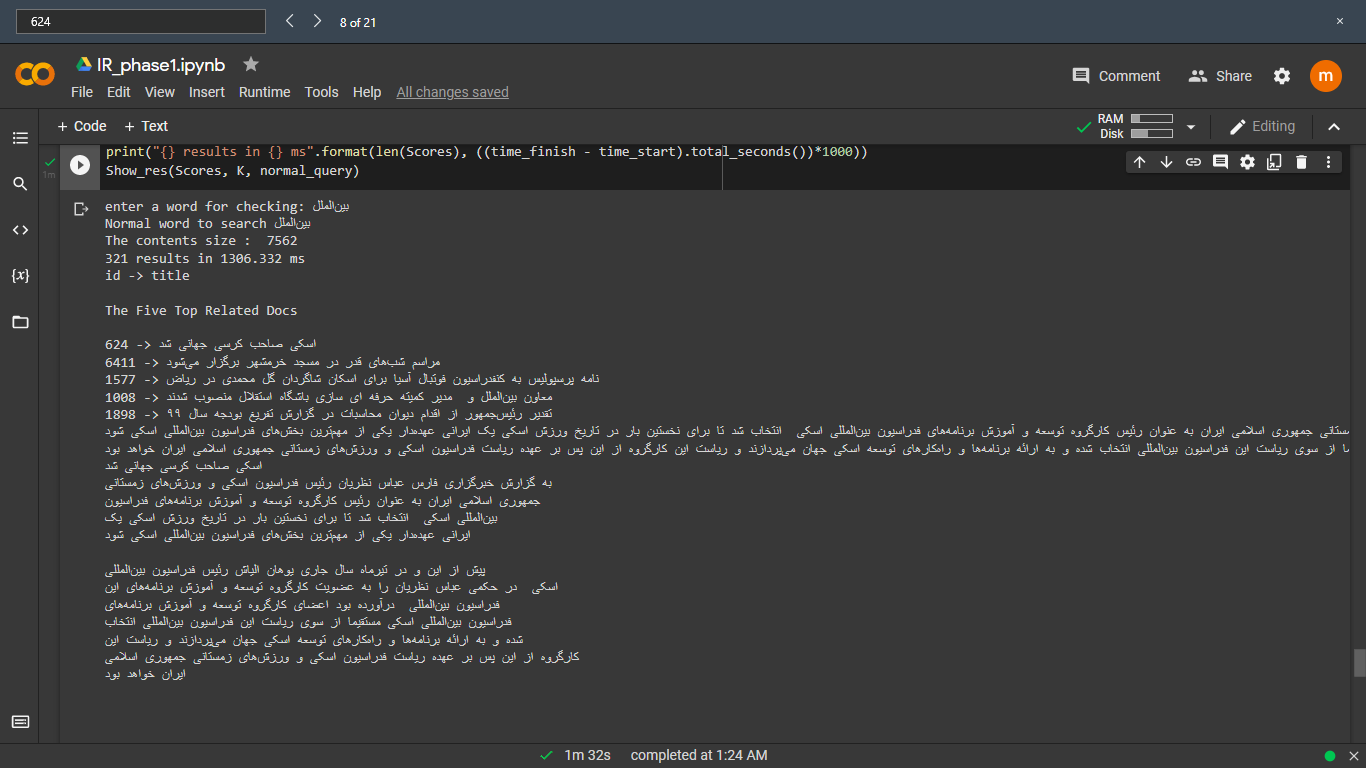 624
8 of 21
IR_phase1.ipynb
File Edit View Insert Runtime Tools Help All changes saved
Comment
Share
m
+ Code + Text
RAM
Disk
Editing
print("{} results in {} ms".format(len(Scores), ((time_finish - time_start).total_seconds())*1000))
Show_res(Scores, K, normal_query)
1m
enter a word for checking: بین‌الملل
Normal word to search بین‌الملل
The contents size :  7562
321 results in 1306.332 ms
id -> title
The Five Top Related Docs
624 -> اسکی صاحب کرسی جهانی شد
6411 -> مراسم شب‌های قدر در مسجد خرمشهر برگزار می‌شود
1577 -> نامه پرسپولیس به کنفدراسیون فوتبال آسیا برای اسکان شاگردان گل محمدی در ریاض
1008 -> معاون بین‌الملل و  مدیر کمیته حرفه ای سازی باشگاه استقلال منصوب شدند
1898 -> تقدیر رئیس‌جمهور از اقدام دیوان محاسبات در گزارش تفریغ بودجه سال ۹۹
ستانی جمهوری اسلامی ایران به عنوان رئیس کارگروه توسعه و آموزش برنامه‌های فدراسیون بین‌المللی اسکی  انتخاب شد تا برای نخستین بار در تاریخ ورزش اسکی یک ایرانی عهده‌دار یکی از مهم‌ترین بخش‌های فدراسیون بین‌المللی اسکی شود
ما از سوی ریاست این فدراسیون بین‌المللی انتخاب شده و به ارائه برنامه‌ها و راه‌کارهای توسعه اسکی جهان می‌پردازند و ریاست این کارگروه از این پس بر عهده ریاست فدراسیون اسکی و ورزش‌های زمستانی جمهوری اسلامی ایران خواهد بود
اسکی صاحب کرسی جهانی شد
به گزارش خبرگزاری فارس عباس نظریان رئیس فدراسیون اسکی و ورزش‌های زمستانی
جمهوری اسلامی ایران به عنوان رئیس کارگروه توسعه و آموزش برنامه‌های فدراسیون
بین‌المللی اسکی  انتخاب شد تا برای نخستین بار در تاریخ ورزش اسکی یک
ایرانی عهده‌دار یکی از مهم‌ترین بخش‌های فدراسیون بین‌المللی اسکی شود
پیش از این و در تیرماه سال جاری یوهان الیاش رئیس فدراسیون بین‌المللی
اسکی  در حکمی عباس نظریان را به عضویت کارگروه توسعه و آموزش برنامه‌های این
فدراسیون بین‌المللی  درآورده بود اعضای کارگروه توسعه و آموزش برنامه‌های
فدراسیون بین‌المللی اسکی مستقیما از سوی ریاست این فدراسیون بین‌المللی انتخاب
شده و به ارائه برنامه‌ها و راه‌کارهای توسعه اسکی جهان می‌پردازند و ریاست این
کارگروه از این پس بر عهده ریاست فدراسیون اسکی و ورزش‌های زمستانی جمهوری اسلامی
ایران خواهد بود
1m 32s completed at 1:24 AM